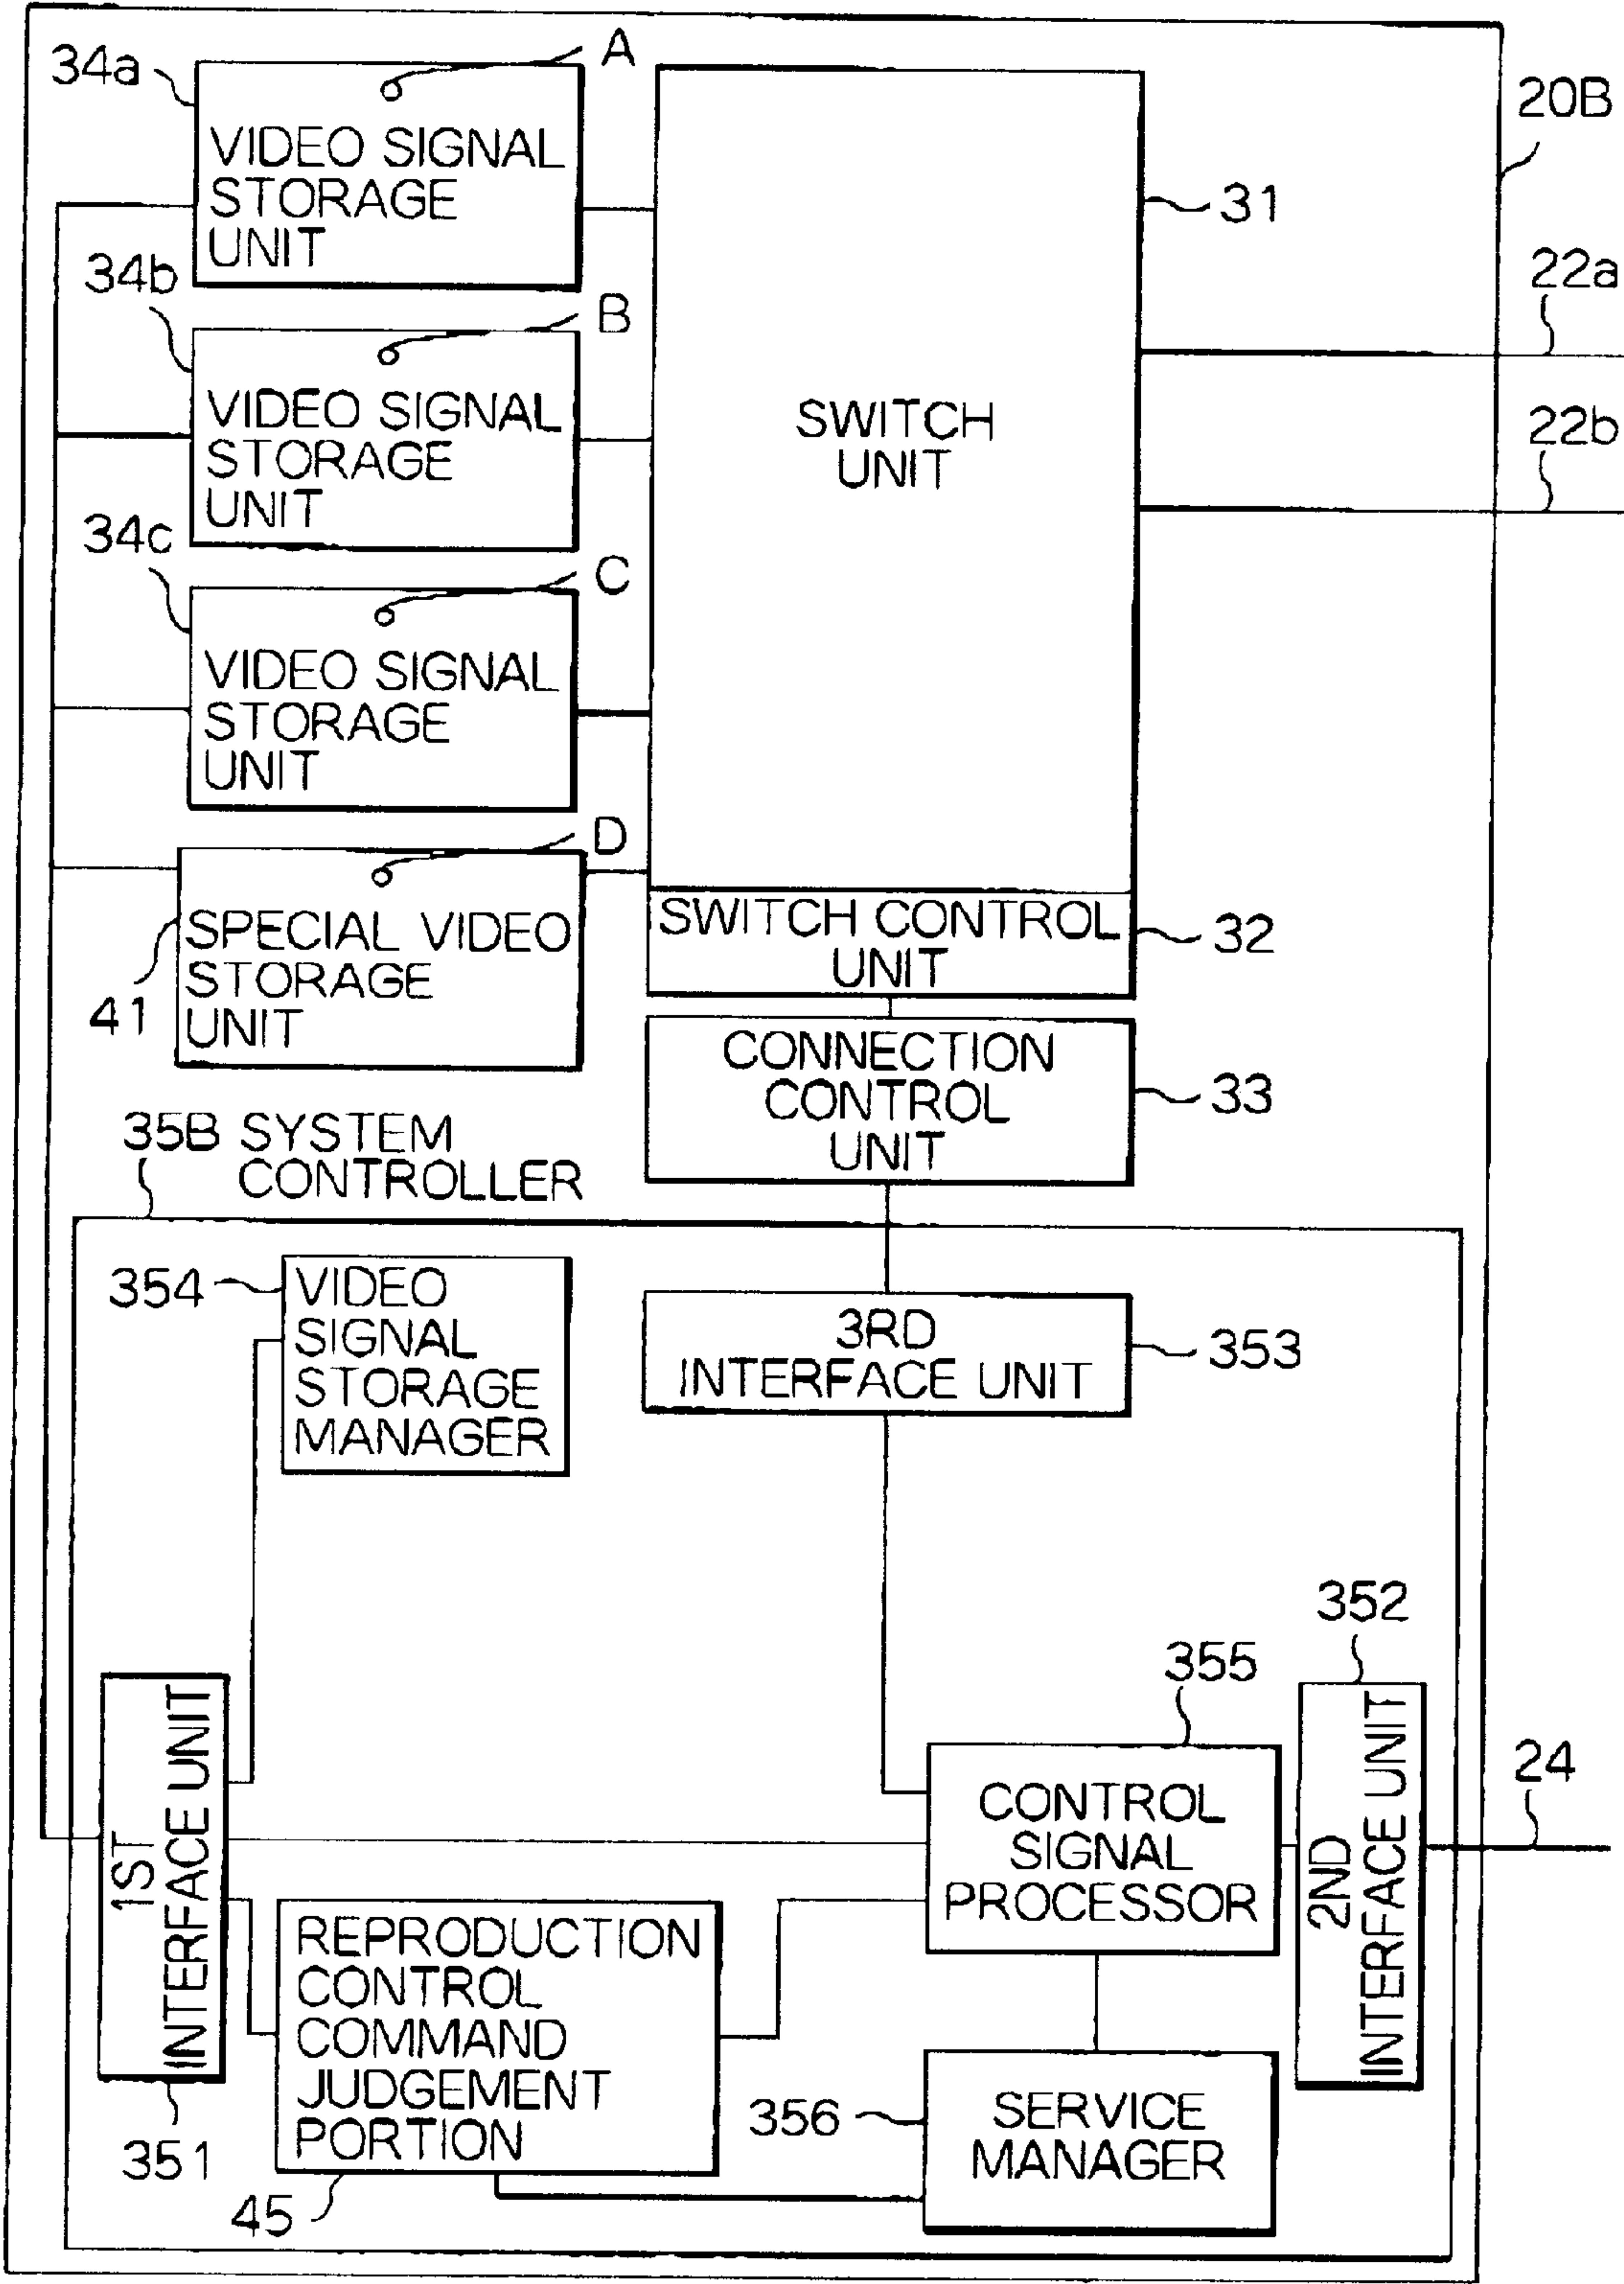 34a
A
VIDEO SIGNAL
STORAGE
UNIT
20B
31
34b
B
VIDEO SIGNAL
STORAGE
UNIT
SWITCH
UNIT
22a
22b
34c
C
VIDEO SIGNAL
STORAGE
UNIT
D
SPECIAL VIDEO
STORAGE
UNIT
41
SWITCH CONTROL
UNIT
32
CONNECTION
CONTROL
UNIT
33
35B SYSTEM
CONTROLLER
354
VIDEO
SIGNAL
STORAGE
MANAGER
3RD
INTERFACE UNIT
353
352
355
1ST
INTERFACE UNIT
351
CONTROL
SIGNAL
PROCESSOR
2ND
INTERFACE UNIT
24
REPRODUCTION
CONTROL
COMMAND
JUDGEMENT
PORTION
45
356
SERVICE
MANAGER